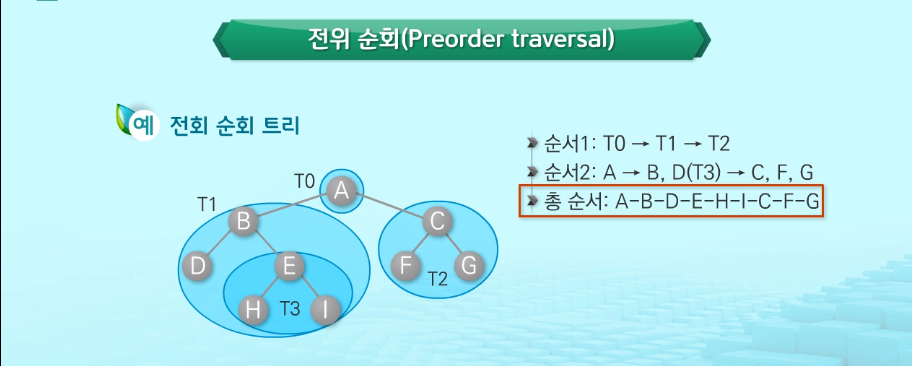 전위 순회(Preorder traversal)
예 전회 순회 트리
순서1: T0 → T1 → T2
순서2: A → B, D(T3) → C, F, G
총 순서: A-B-D-E-H-I-C-F-G
T0 A
T1
B C
D E F T2 G
H T3 I